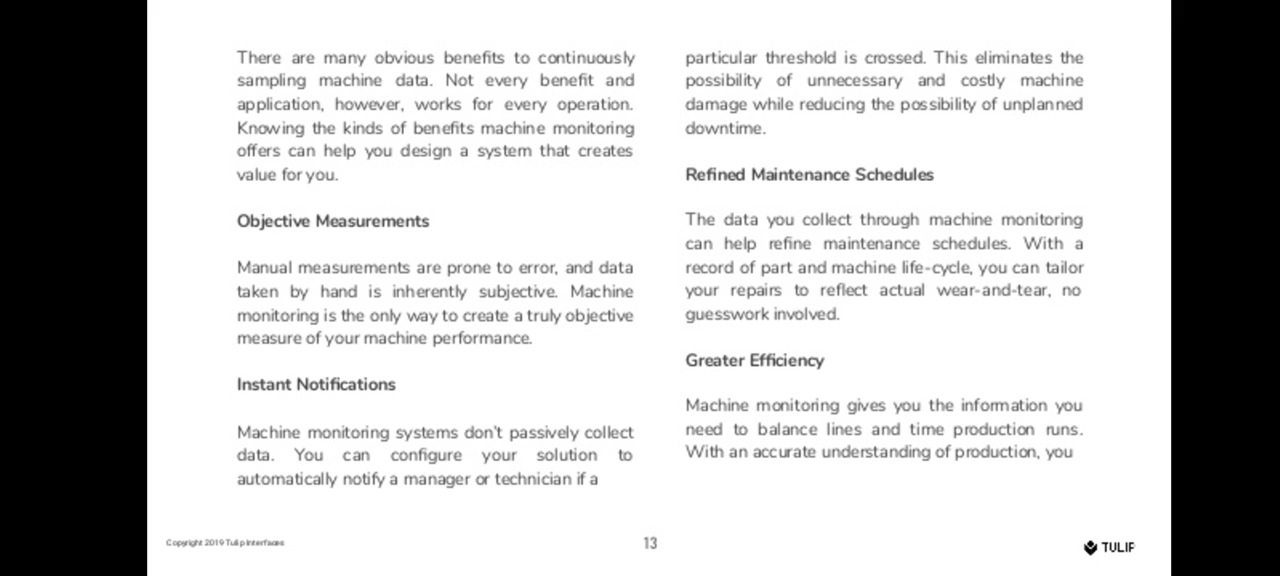 There are many obvious benefits to continuously
sampling machine data. Not every benefit and
application, however, works for every operation.
Knowing the kinds of benefits machine monitoring
offers can help you design a system that creates
value for you.
Objective Measurements
Manual measurements are prone to error, and data
taken by hand is inherently subjective. Machine
monitoring is the only way to create a truly objective
measure of your machine performance.
Instant Notifications
Machine monitoring systems don't passively collect
data. You can configure your solution to
automatically notify a manager or technician if a
particular threshold is crossed. This eliminates the
possibility of unnecessary and costly machine
damage while reducing the possibility of unplanned
downtime.
Refined Maintenance Schedules
The data you collect through machine monitoring
can help refine maintenance schedules. With a
record of part and machine life-cycle, you can tailor
your repairs to reflect actual wear-and-tear, no
guesswork involved.
Greater Efficiency
Machine monitoring gives you the information you
need to balance lines and time production runs.
With an accurate understanding of production, you
Copyright 2019 Tulip Interfaces
13
TULIP